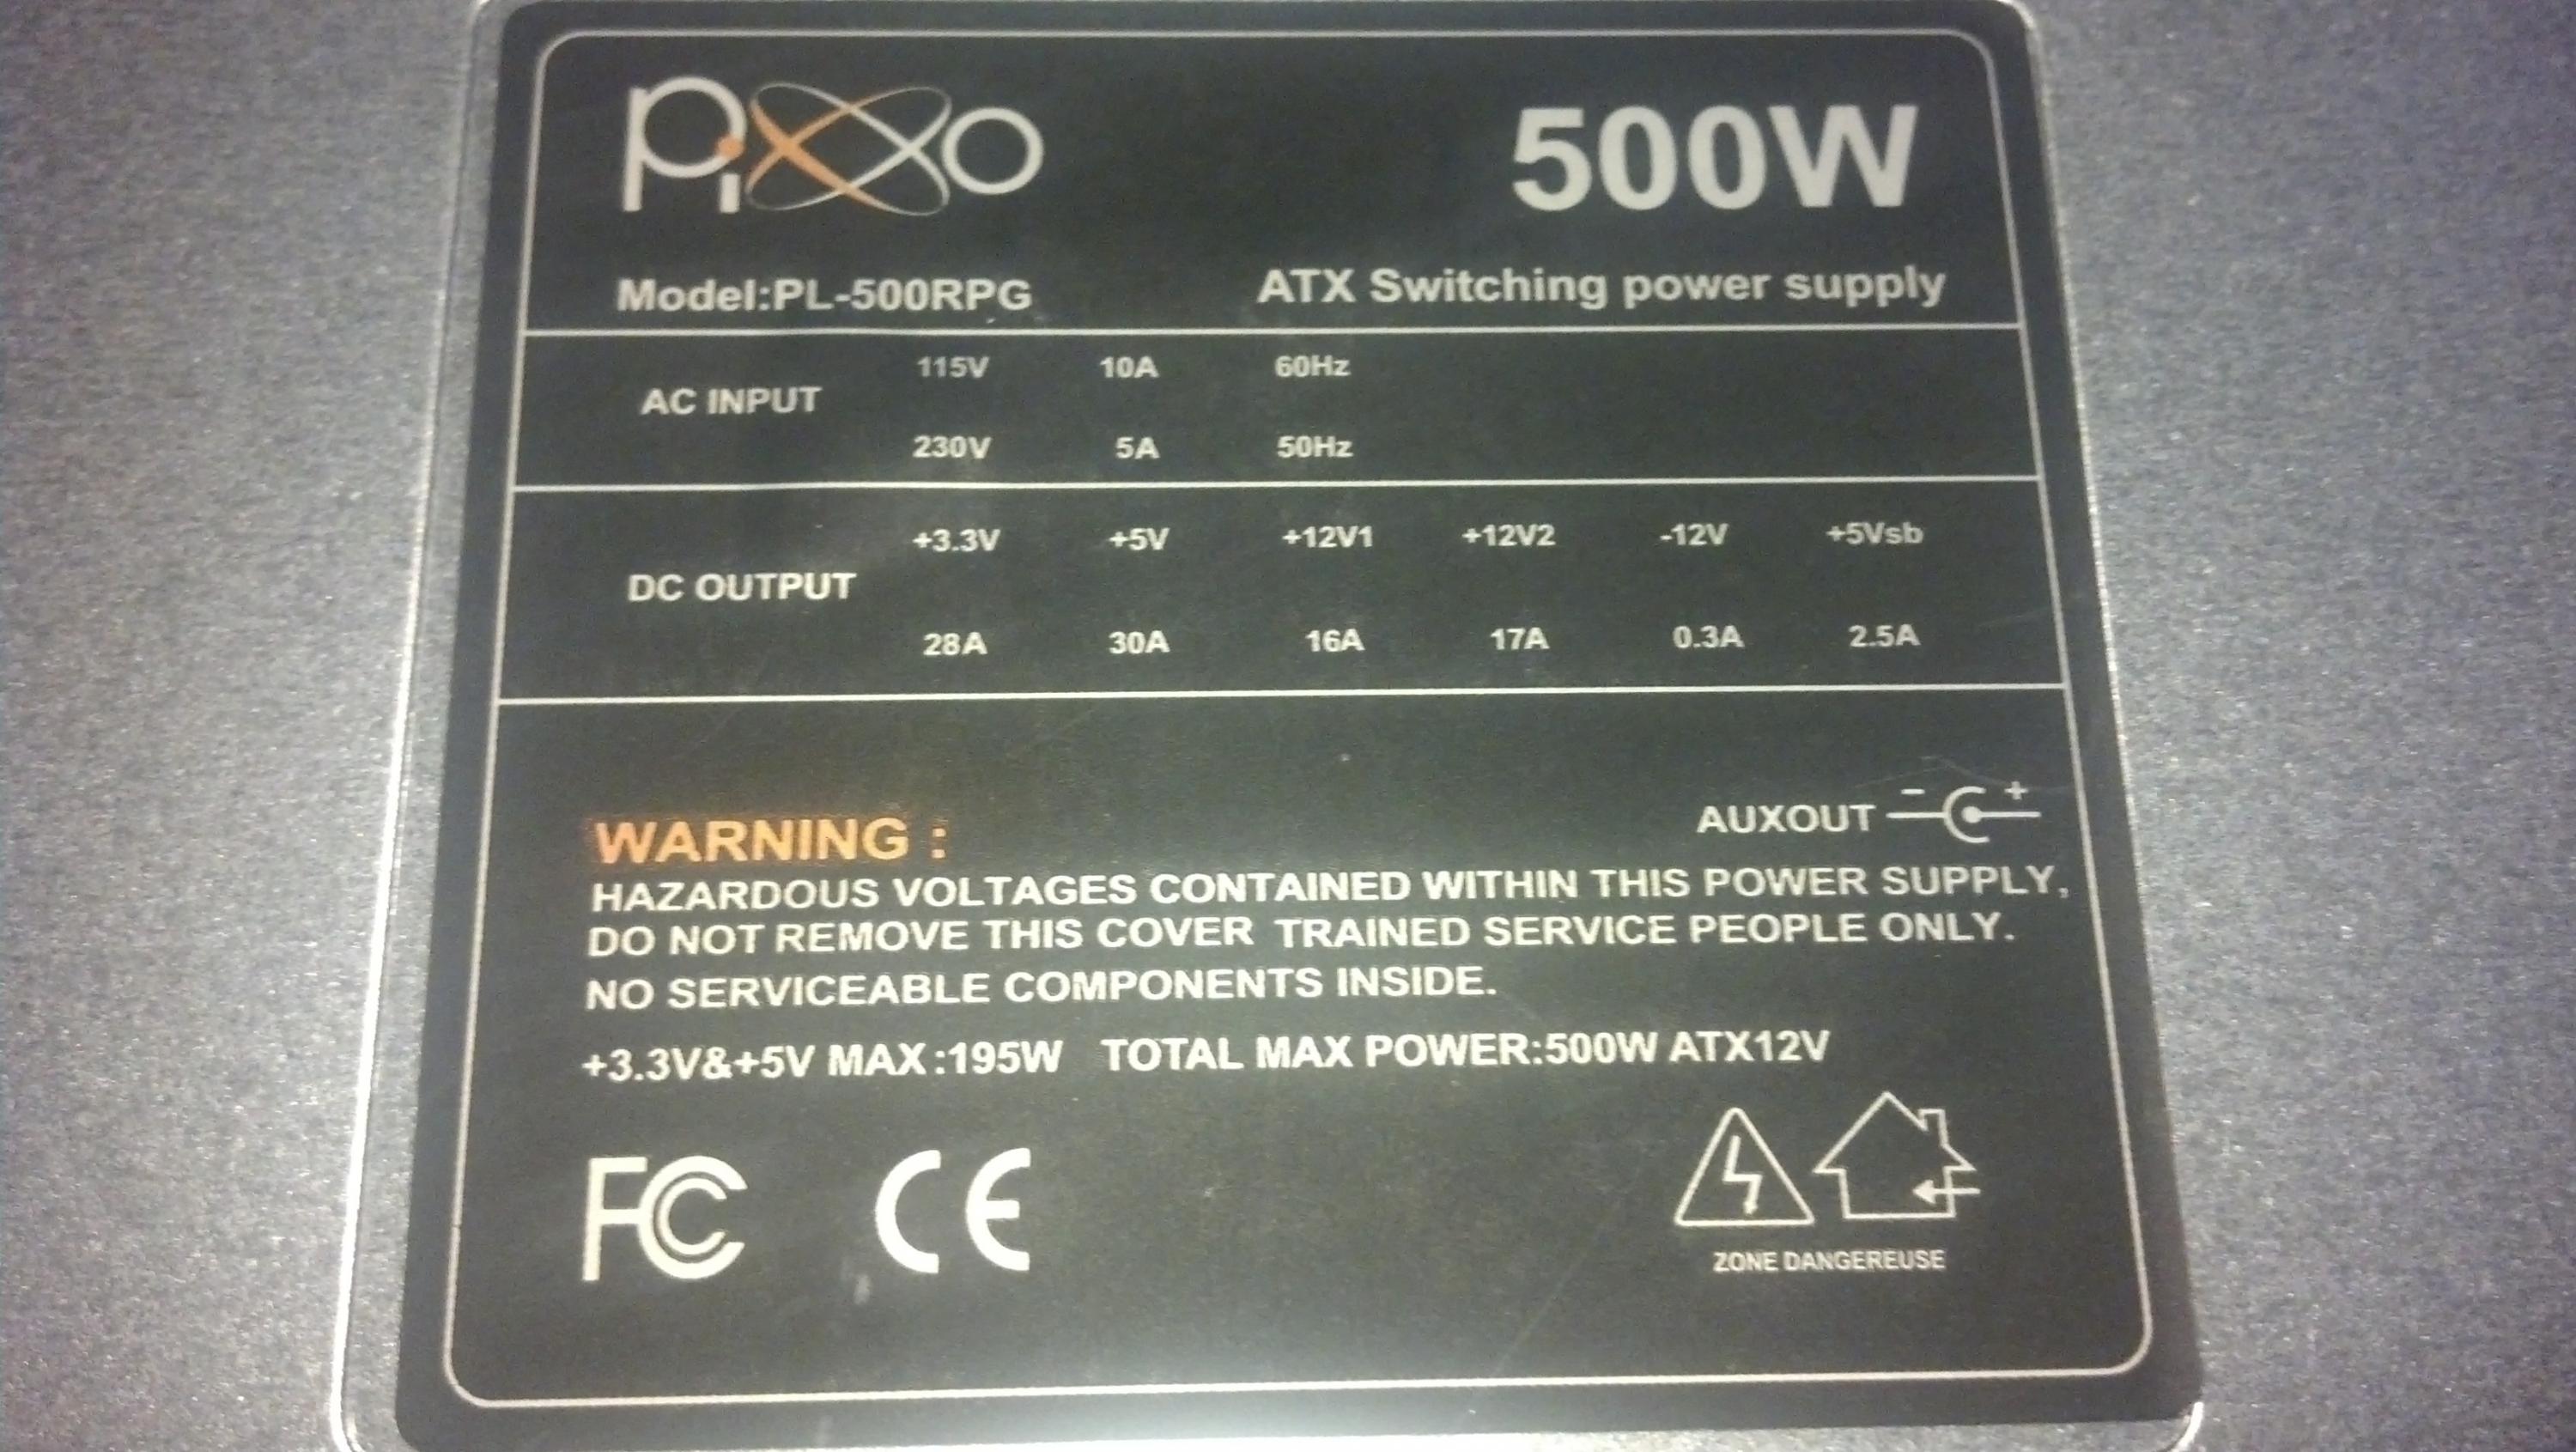 Pixxo
500W
Model:PL-500RPG
ATX Switching power supply
AC INPUT
115V 10A 60Hz
230V 5A 50Hz
DC OUTPUT
+3.3V +5V +12V1 +12V2 -12V +5Vsb
28A 30A 16A 17A 0.3A 2.5A
AUXOUT - +
WARNING :
HAZARDOUS VOLTAGES CONTAINED WITHIN THIS POWER SUPPLY,
DO NOT REMOVE THIS COVER TRAINED SERVICE PEOPLE ONLY.
NO SERVICEABLE COMPONENTS INSIDE.
+3.3V&+5V MAX:195W TOTAL MAX POWER:500W ATX12V
FC CE
ZONE DANGEREUSE